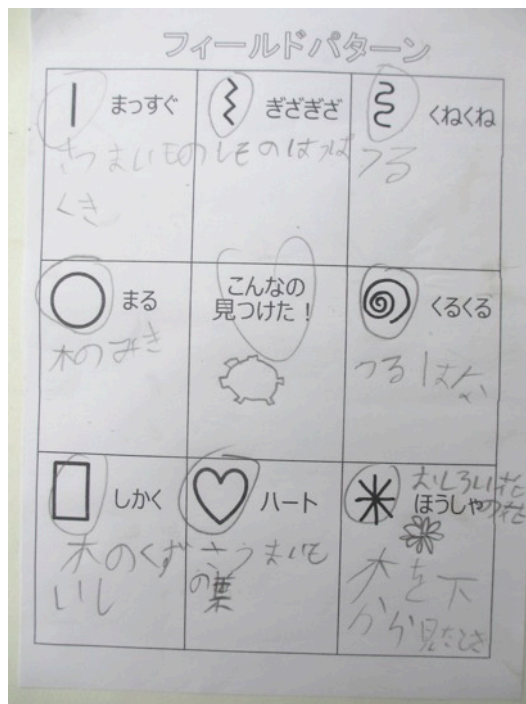 フィールドパターン
まっすぐ
さつまいもの
くき
ぎざぎざ
しそのはっぱ
くねくね
つる
まる
木のみき
こんなの
見つけた!
くるくる
つる はな
しかく
木のくず
いし
ハート
さつまいも
の葉
おしろい花
ほうしゃ
の花
木を下
から見たとき